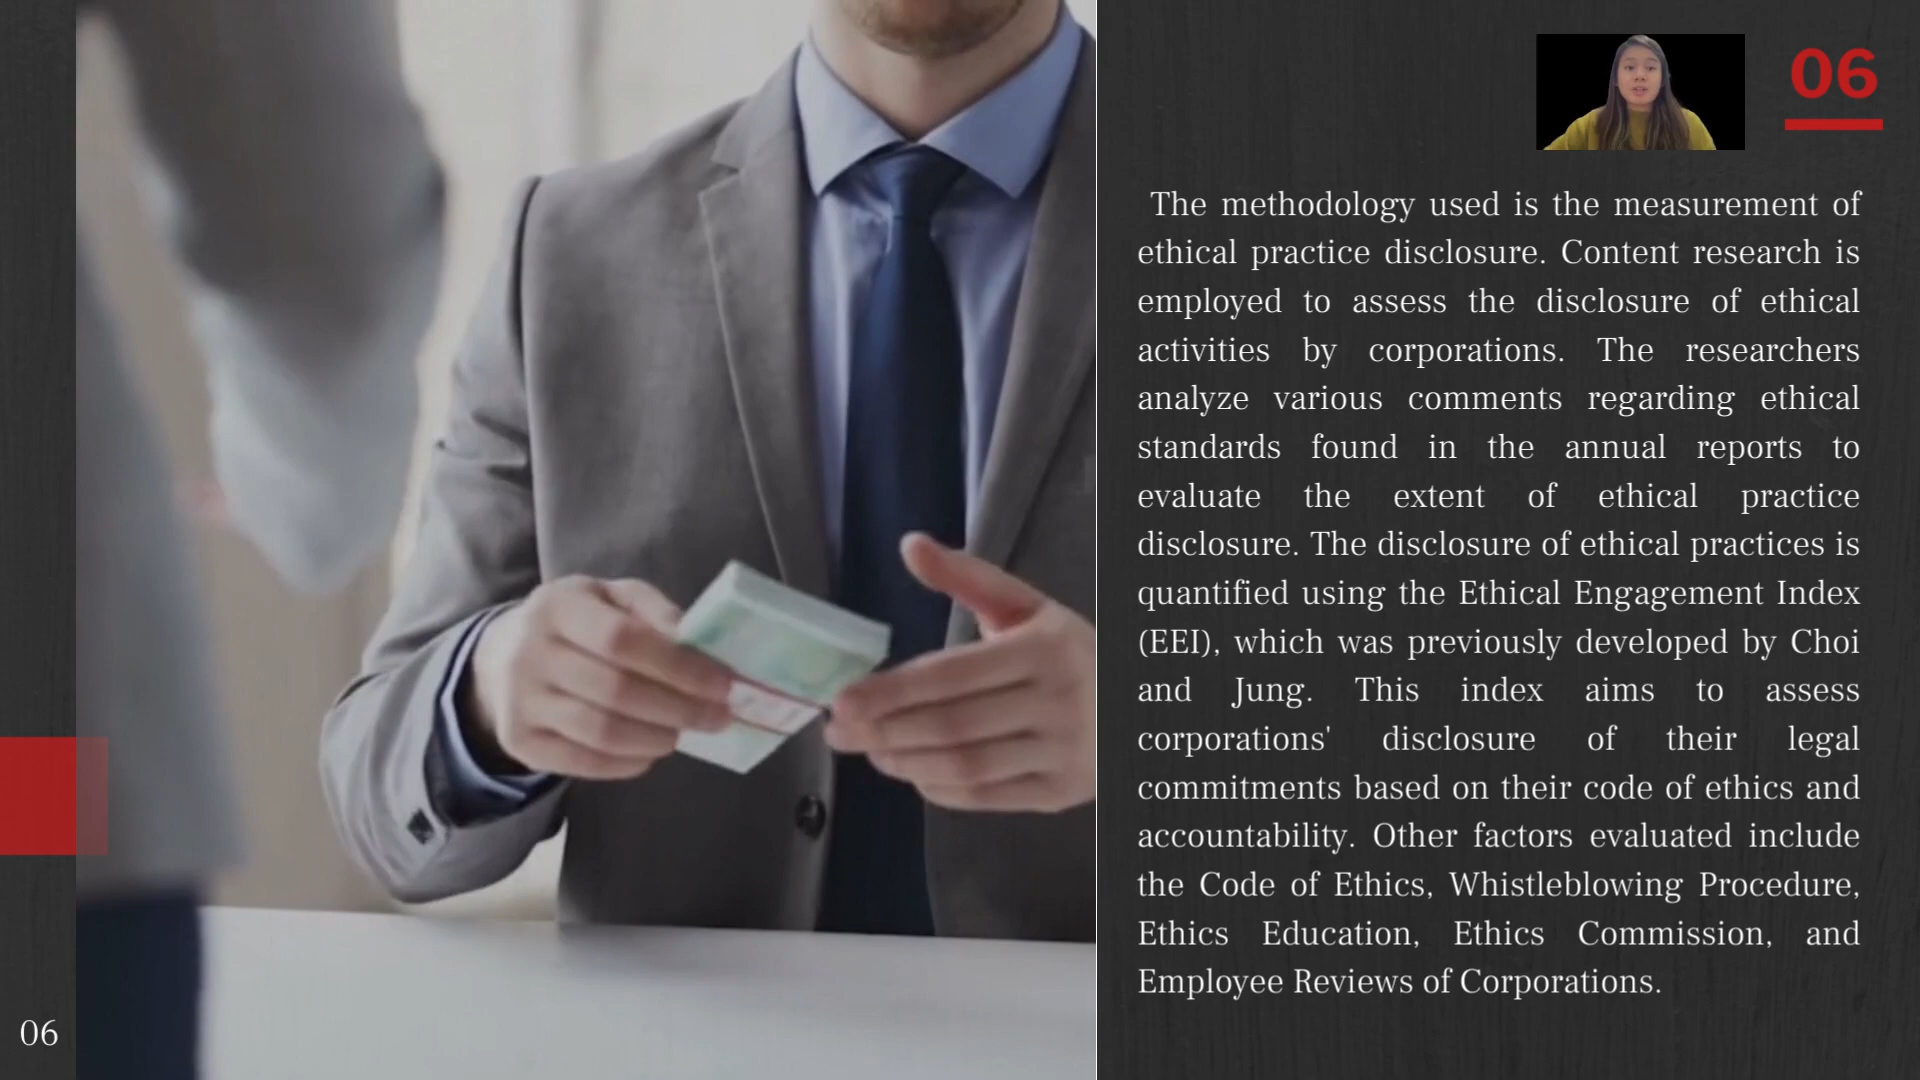 06
The methodology used is the measurement of
ethical practice disclosure. Content research is
employed to assess the disclosure of ethical
activities by corporations. The researchers
analyze various comments regarding ethical
standards found in the annual reports to
evaluate the extent of ethical practice
disclosure. The disclosure of ethical practices is
quantified using the Ethical Engagement Index
(EEI), which was previously developed by Choi
and Jung. This index aims to assess
corporations' disclosure of their legal
commitments based on their code of ethics and
accountability. Other factors evaluated include
the Code of Ethics, Whistleblowing Procedure,
Ethics Education, Ethics Commission, and
Employee Reviews of Corporations.
06